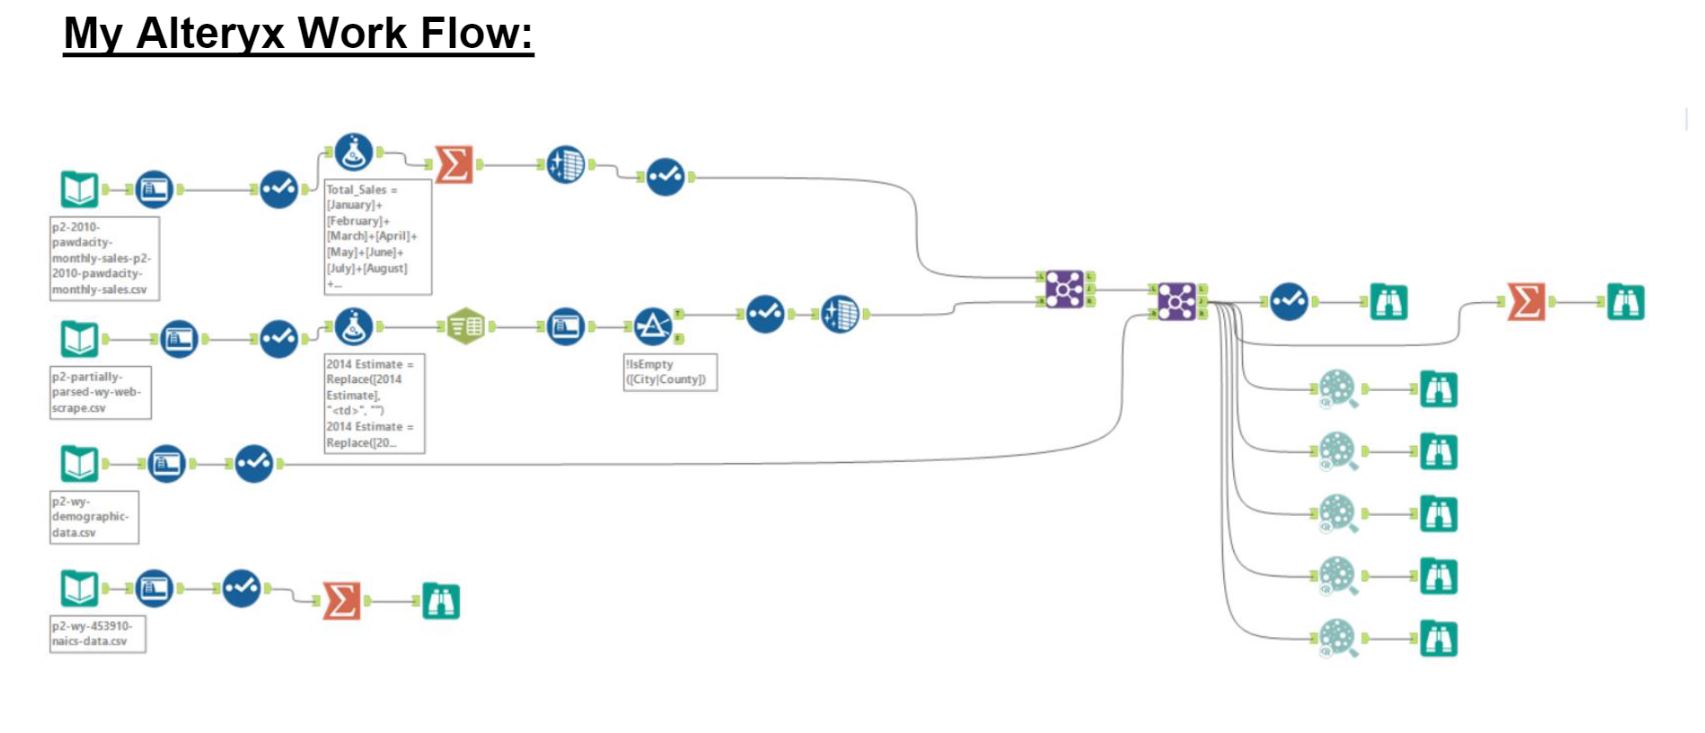 My Alteryx Work Flow:
Total_Sales =
[January]+
[February]+
[March]+[April]+
[May]+[June]+
[July]+[August]
+...
p2-2010-
pawdacity-
monthly-sales-p2-
2010-pawdacity-
monthly-sales.csv
2014 Estimate =
Replace([2014
Estimate],
"<td>", "")
2014 Estimate =
Replace([20...
!IsEmpty
([City|County])
p2-partially-
parsed-wy-web-
scrape.csv
p2-wy-
demographic-
data.csv
p2-wy-453910-
naics-data.csv